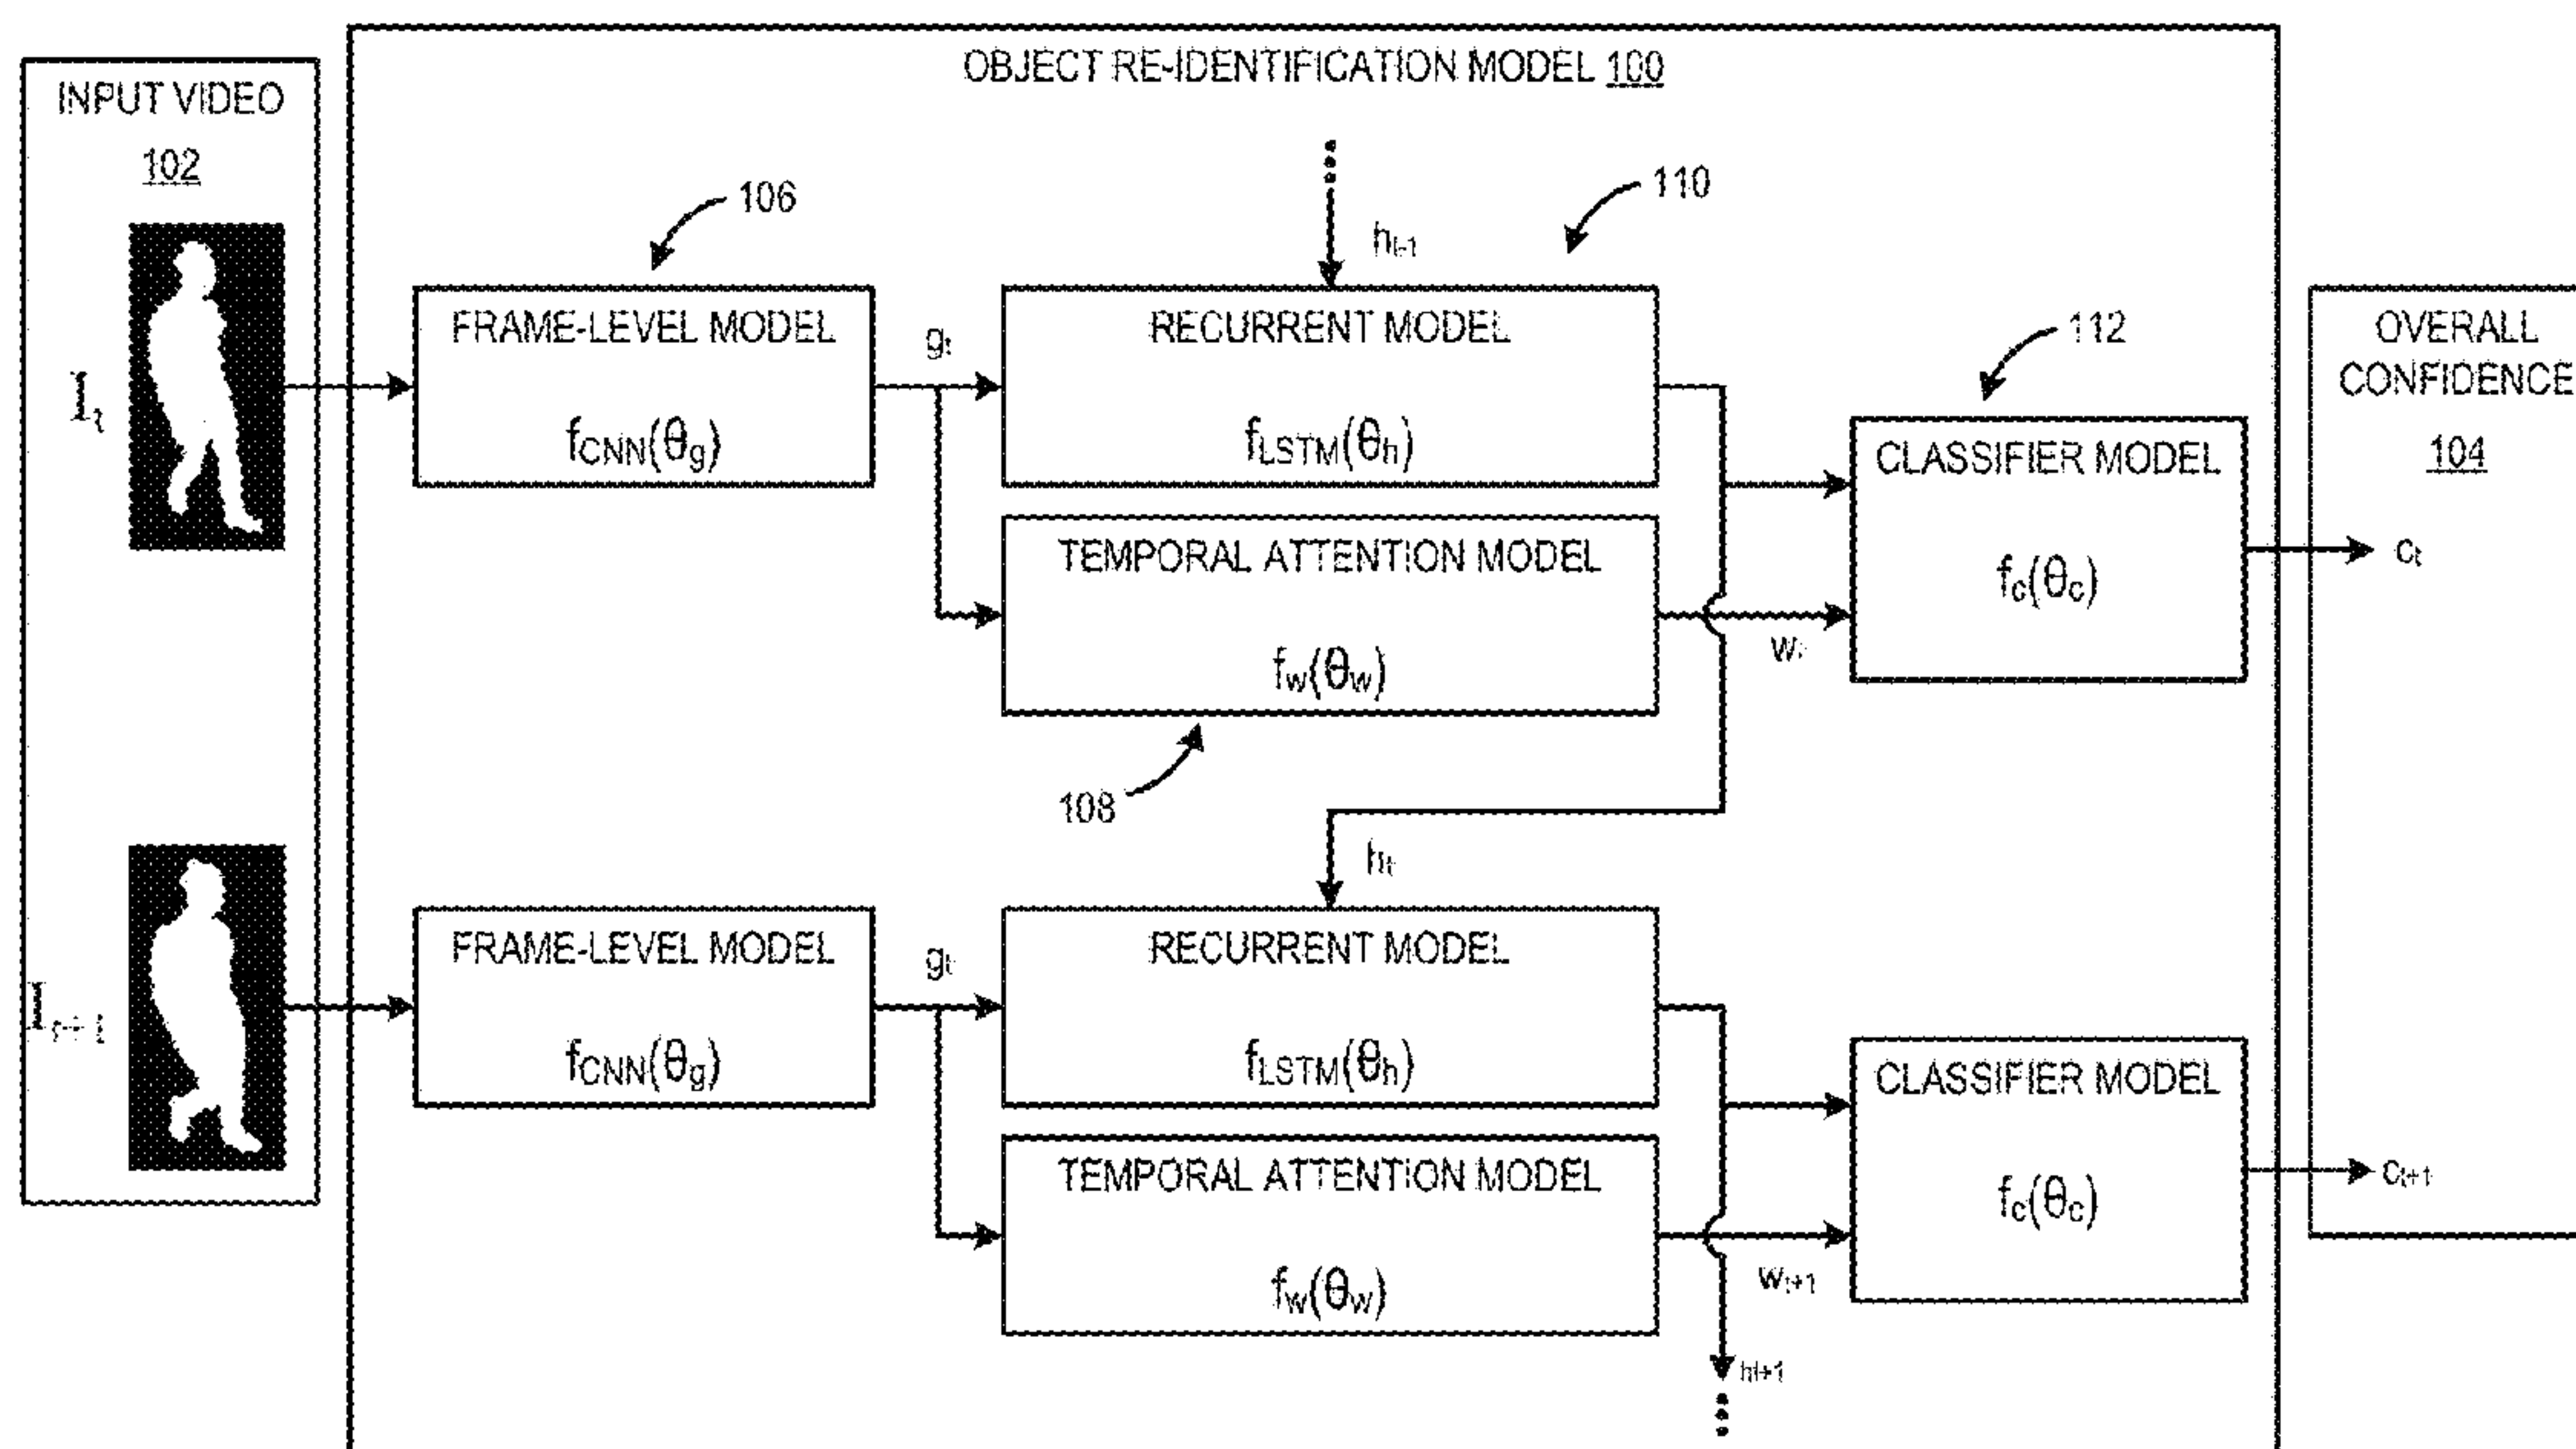 OBJECT RE-IDENTIFICATION MODEL 100
INPUT VIDEO
102
106
110
ht-1
FRAME-LEVEL MODEL
gt
RECURRENT MODEL
112
OVERALL
CONFIDENCE
104
It
fCNN(θg)
fLSTM(θh)
CLASSIFIER MODEL
TEMPORAL ATTENTION MODEL
fc(θc)
ct
wt
fw(θw)
108
ht
FRAME-LEVEL MODEL
gt
RECURRENT MODEL
It+1
fCNN(θg)
fLSTM(θh)
CLASSIFIER MODEL
TEMPORAL ATTENTION MODEL
ct+1
fc(θc)
wt+1
fw(θw)
ht+1